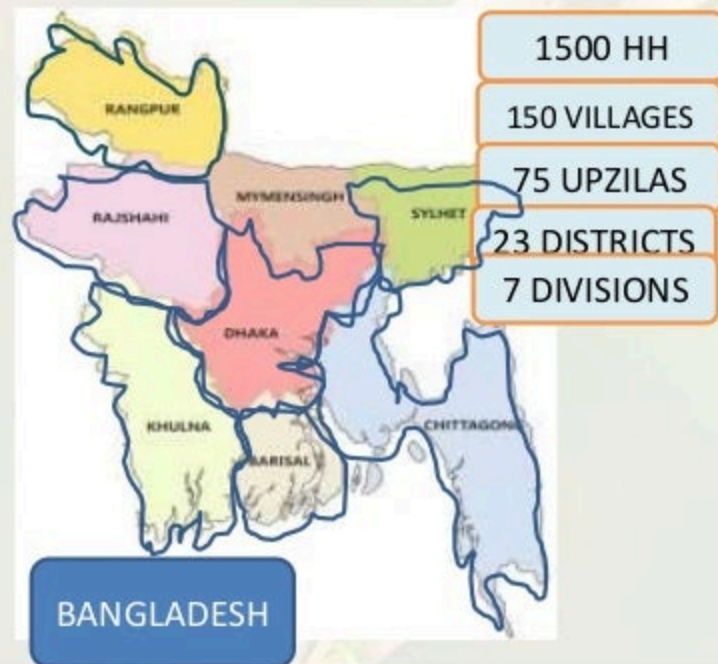 1500 HH
150 VILLAGES
75 UPZILAS
23 DISTRICTS
7 DIVISIONS
RANGPUR
MYMENSINGH
RAJSHAHI
SYLHET
DHAKA
KHULNA
CHITTAGONG
BARISAL
BANGLADESH